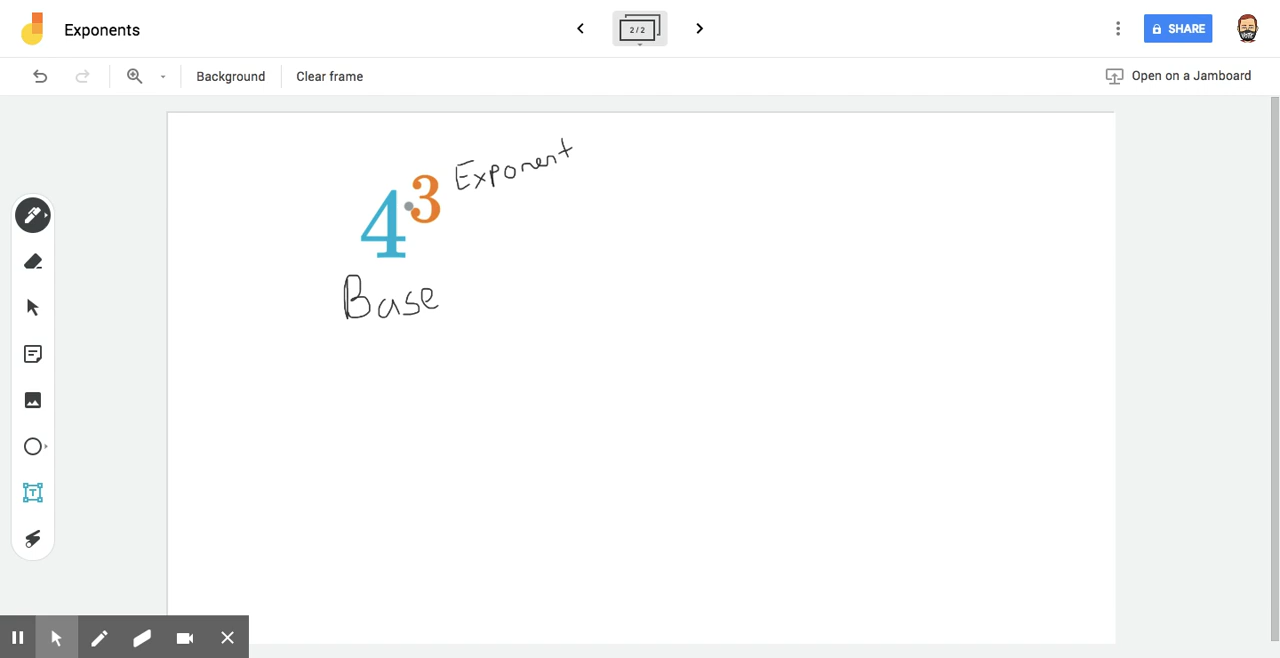 Exponents
2 / 2
SHARE
Background
Clear frame
Open on a Jamboard
4³ Exponent
Base
T